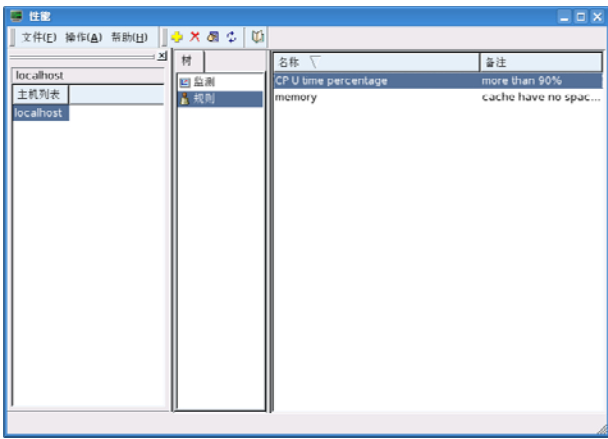 性能
文件(F) 操作(A) 帮助(H)
localhost
主机列表
localhost
树
监测
规则
名称 备注
CPU time percentage more than 90%
memory cache have no spac...